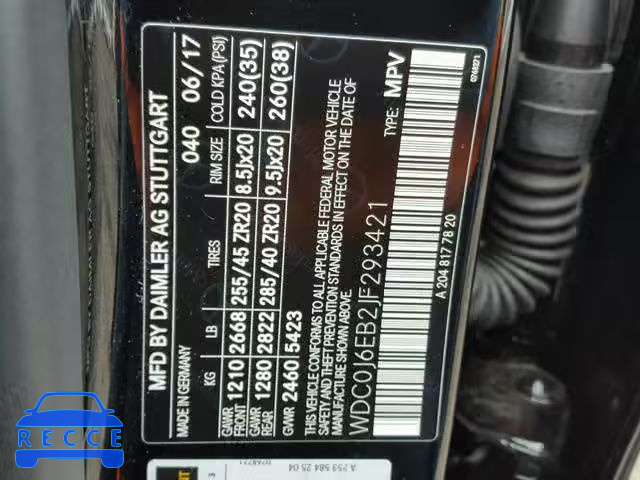 MFD BY DAIMLER AG STUTTGART
MADE IN GERMANY 040 06/17
KG LB TIRES RIM SIZE COLD KPA (PSI)
GAWR FRONT 1210 2668 255/45 ZR20 8.5Jx20 240(35)
GAWR REAR 1280 2822 285/40 ZR20 9.5Jx20 260(38)
GVWR 2460 5423
THIS VEHICLE CONFORMS TO ALL APPLICABLE FEDERAL MOTOR VEHICLE
SAFETY AND THEFT PREVENTION STANDARDS IN EFFECT ON THE DATE OF
MANUFACTURE SHOWN ABOVE.
WDC0J6EB2JF293421 TYPE: MPV
A 204 817 78 20
0768721
0768721
A 253 584 25 04
3
RECCE